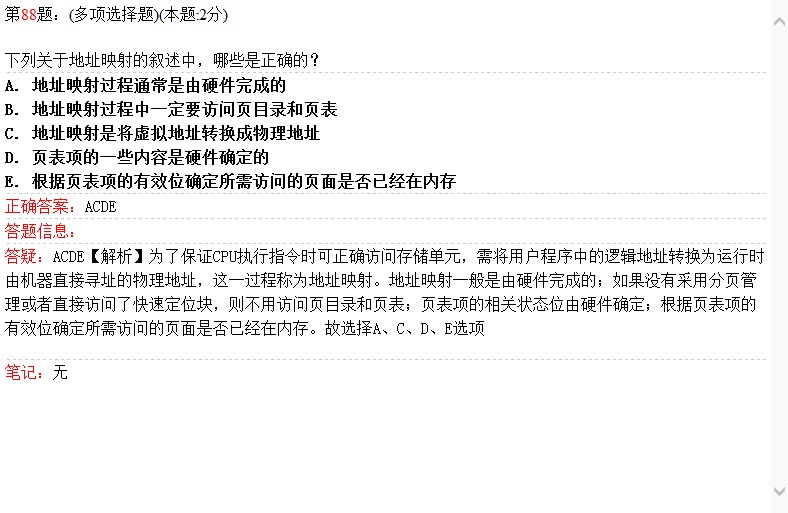 第88题：(多项选择题)(本题:2分)
下列关于地址映射的叙述中，哪些是正确的？
A. 地址映射过程通常是由硬件完成的
B. 地址映射过程中一定要访问页目录和页表
C. 地址映射是将虚拟地址转换成物理地址
D. 页表项的一些内容是硬件确定的
E. 根据页表项的有效位确定所需访问的页面是否已经在内存
正确答案：ACDE
答题信息：
答疑：ACDE【解析】为了保证CPU执行指令时可正确访问存储单元，需将用户程序中的逻辑地址转换为运行时
由机器直接寻址的物理地址，这一过程称为地址映射。地址映射一般是由硬件完成的；如果没有采用分页管
理或者直接访问了快速定位块，则不用访问页目录和页表；页表项的相关状态位由硬件确定；根据页表项的
有效位确定所需访问的页面是否已经在内存。故选择A、C、D、E选项
笔记：无